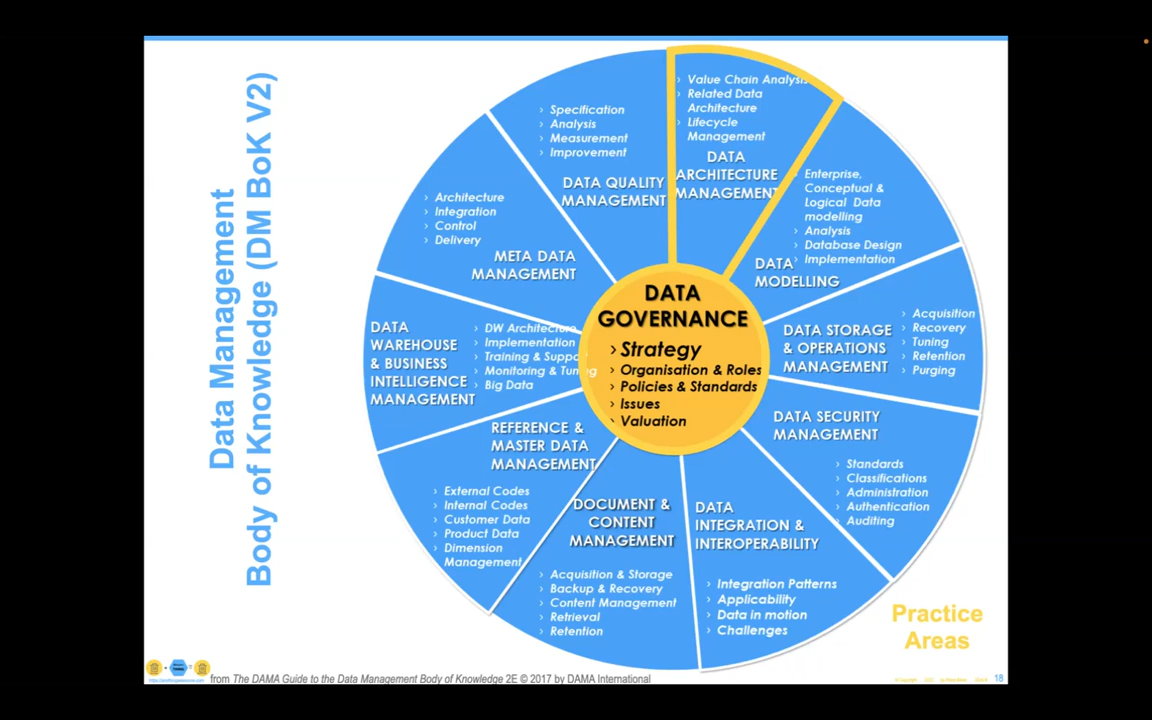 Data Management
Body of Knowledge (DM BoK V2)
› Value Chain Analysis
› Related Data
Architecture
› Lifecycle
Management
DATA
ARCHITECTURE
MANAGEMENT
› Enterprise,
Conceptual &
Logical Data
modelling
› Analysis
› Database Design
› Implementation
DATA
MODELLING
DATA STORAGE
& OPERATIONS
MANAGEMENT
› Acquisition
› Recovery
› Tuning
› Retention
› Purging
DATA SECURITY
MANAGEMENT
› Standards
› Classifications
› Administration
› Authentication
› Auditing
DATA
INTEGRATION &
INTEROPERABILITY
› Integration Patterns
› Applicability
› Data in motion
› Challenges
DOCUMENT &
CONTENT
MANAGEMENT
› Acquisition & Storage
› Backup & Recovery
› Content Management
› Retrieval
› Retention
REFERENCE &
MASTER DATA
MANAGEMENT
› External Codes
› Internal Codes
› Customer Data
› Product Data
› Dimension
Management
DATA
WAREHOUSE
& BUSINESS
INTELLIGENCE
MANAGEMENT
› DW Architecture
› Implementation
› Training & Suppo
› Monitoring & Tuning
› Big Data
› Architecture
› Integration
› Control
› Delivery
META DATA
MANAGEMENT
› Specification
› Analysis
› Measurement
› Improvement
DATA QUALITY
MANAGEMENT
DATA
GOVERNANCE
› Strategy
› Organisation & Roles
› Policies & Standards
› Issues
› Valuation
Practice
Areas
from The DAMA Guide to the Data Management Body of Knowledge 2E © 2017 by DAMA International
18